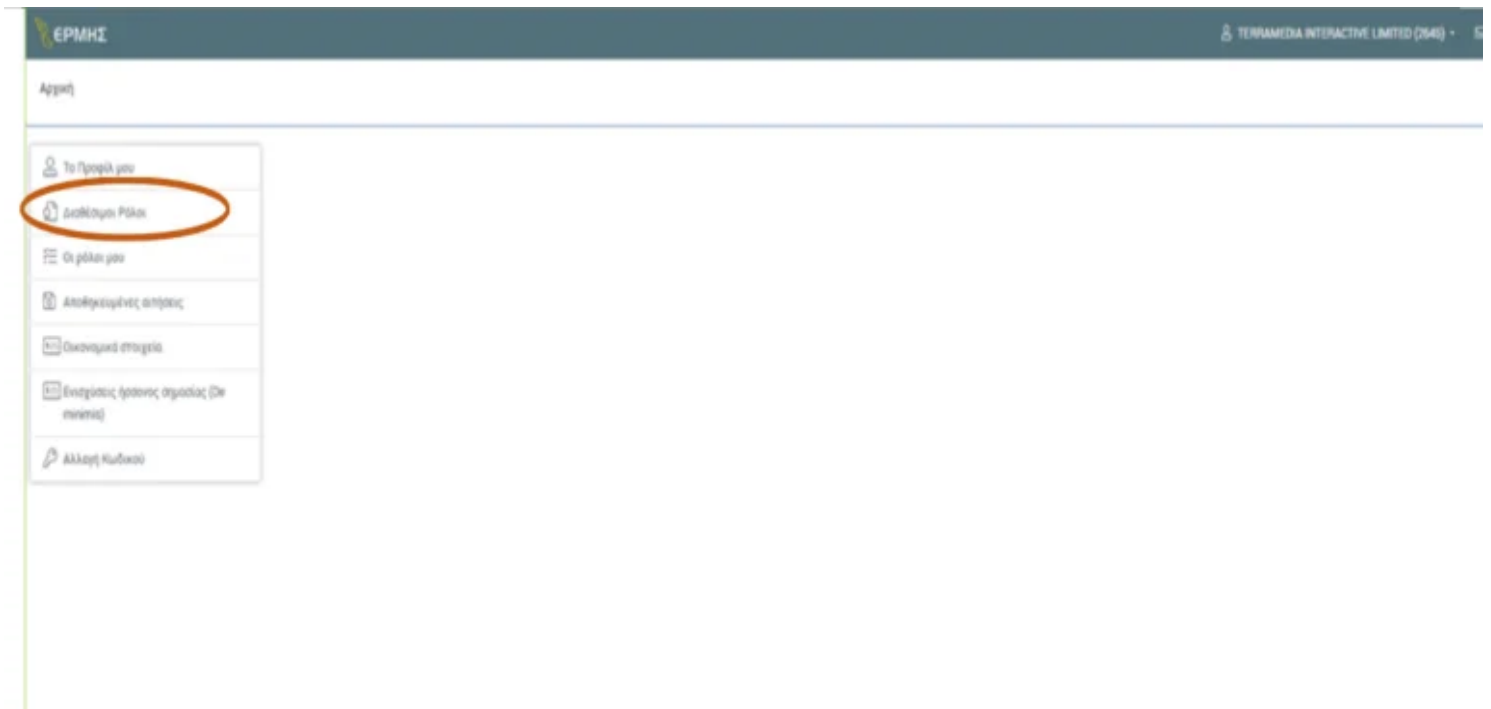 ΕΡΜΗΣ
TERRAMEDIA INTERACTIVE LIMITED (2640)
Αρχική
Το Προφίλ μου
Διαθέσιμοι Ρόλοι
Οι ρόλοι μου
Αποθηκευμένες αιτήσεις
Οικονομικά στοιχεία
Ενισχύσεις ήσσονος σημασίας (De
minimis)
Αλλαγή Κωδικού